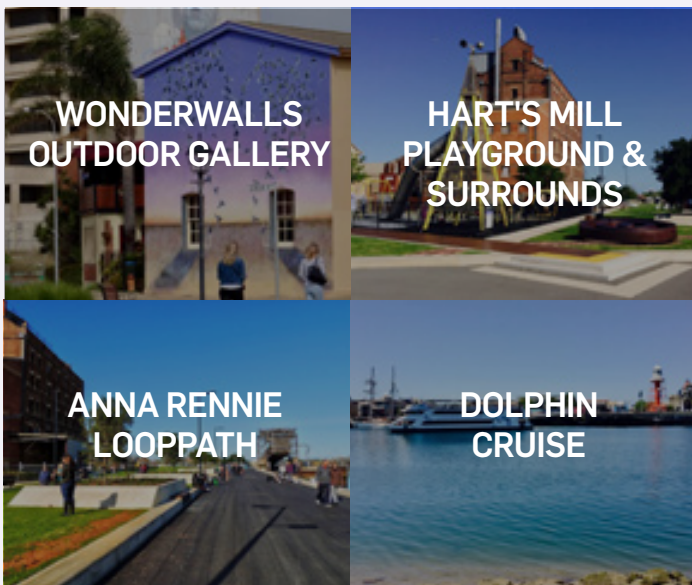 WONDERWALLS
OUTDOOR GALLERY
HART'S MILL
PLAYGROUND &
SURROUNDS
ANNA RENNIE
LOOPPATH
DOLPHIN
CRUISE